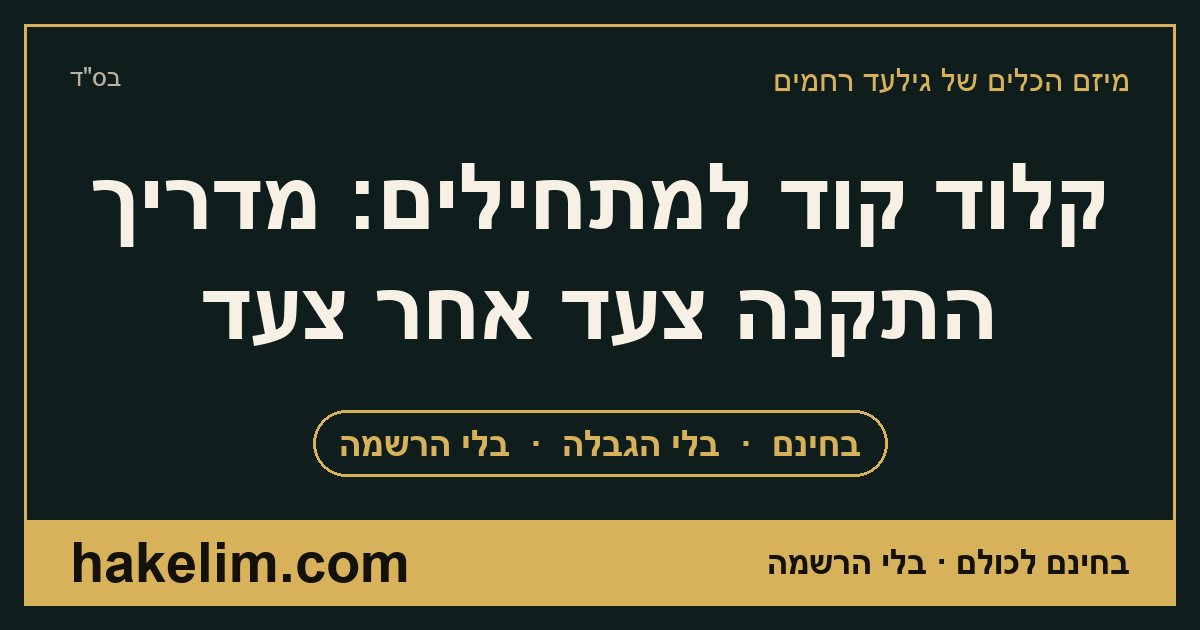 בס"ד
מיזם הכלים של גילעד רחמים
קלוד קוד למתחילים: מדריך
התקנה צעד אחר צעד
בחינם · בלי הגבלה · בלי הרשמה
בחינם לכולם · בלי הרשמה
hakelim.com